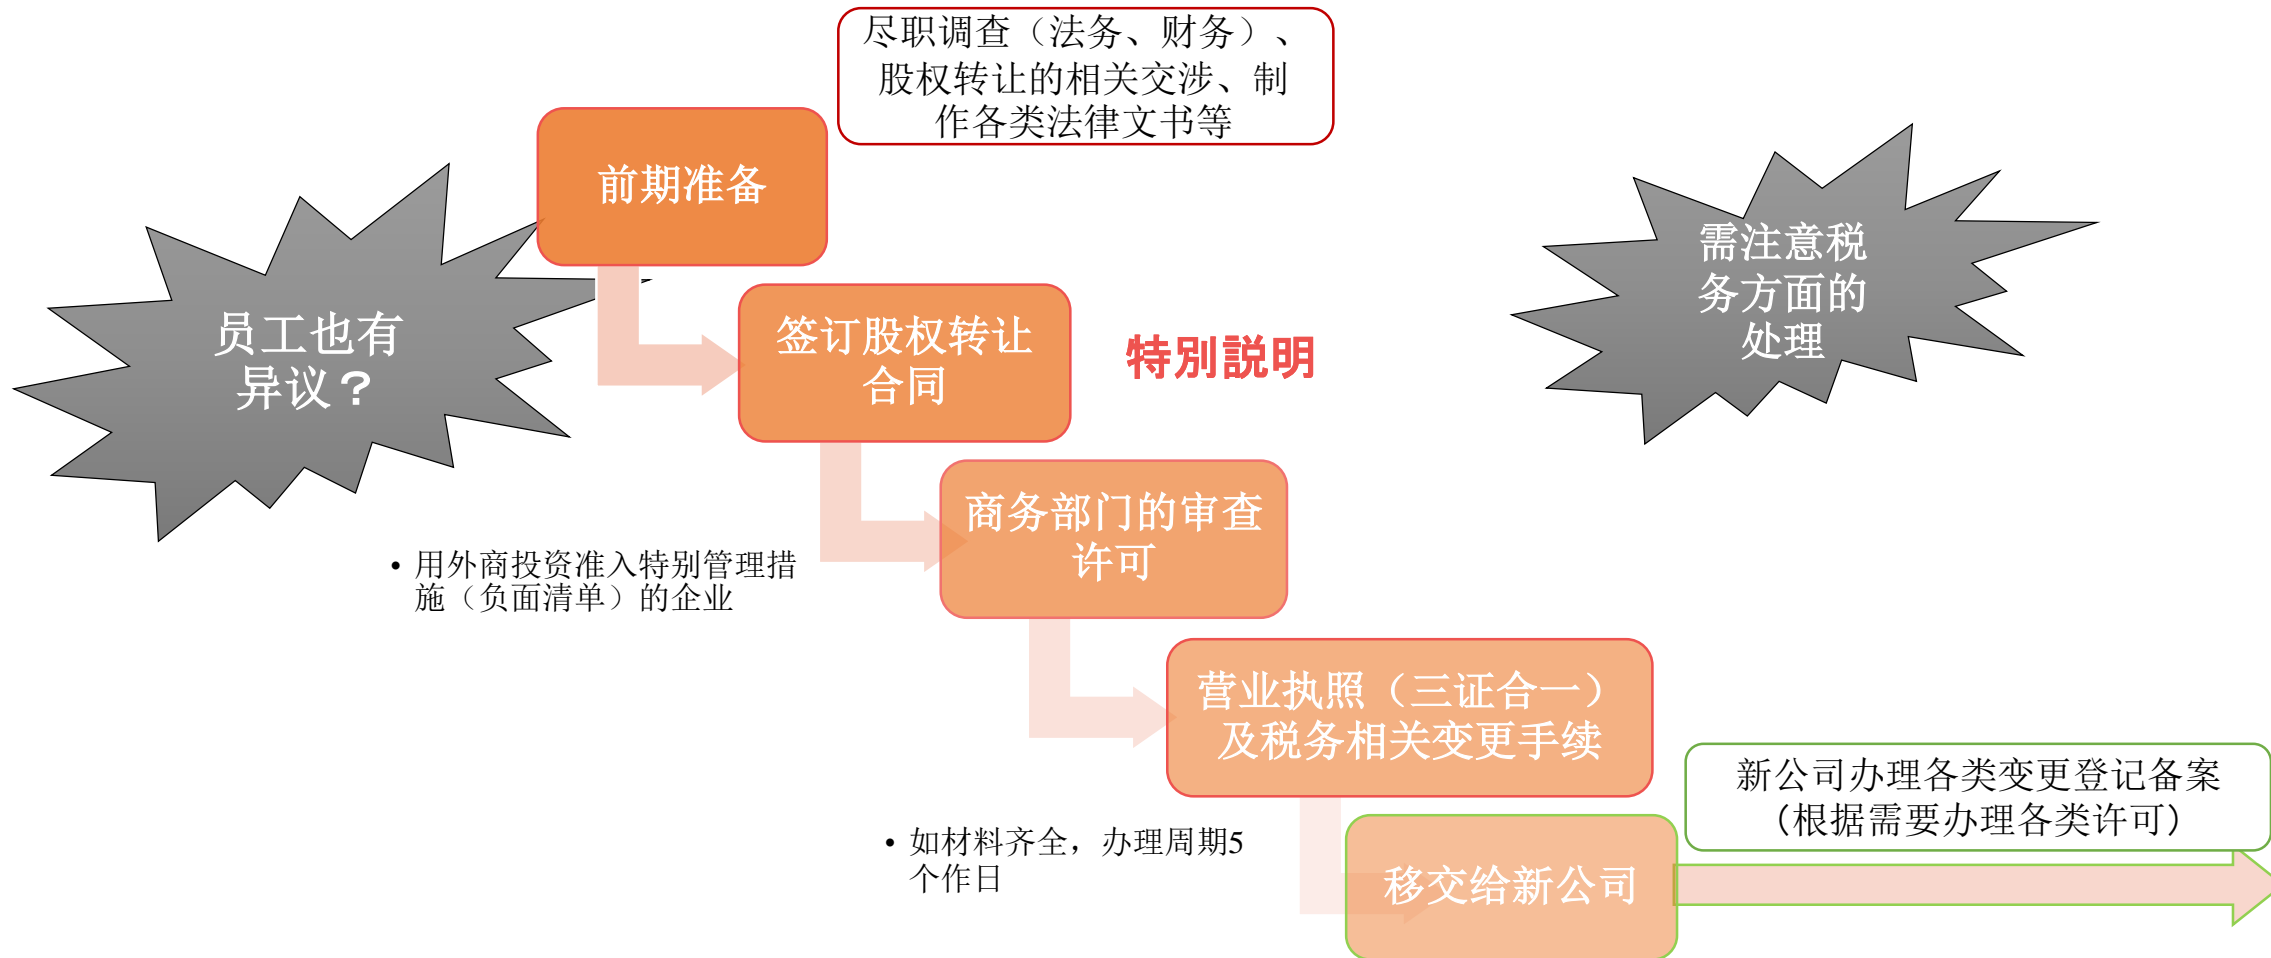 尽职调查（法务、财务）、
股权转让的相关交涉、制
作各类法律文书等
前期准备
员工也有
异议？
签订股权转让
合同
特別説明
需注意税
务方面的
处理
商务部门的审查
许可
• 用外商投资准入特别管理措
施（负面清单）的企业
营业执照（三证合一）
及税务相关变更手续
• 如材料齐全，办理周期5
个作日
移交给新公司
新公司办理各类变更登记备案
（根据需要办理各类许可）